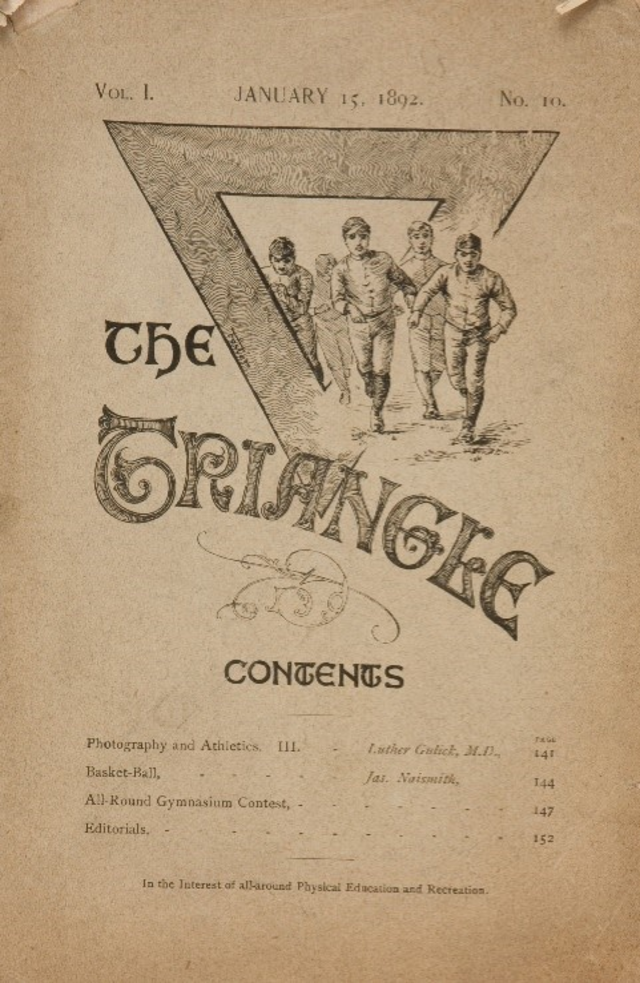 VOL. I. JANUARY 15, 1892. No. 10.
THE
TRIANGLE
CONTENTS
PAGE
Photography and Athletics. III. - Luther Gulick, M.D., 141
Basket-Ball, - - - - - Jas. Naismith, 144
All-Round Gymnasium Contest, - - - - - - - 147
Editorials, - - - - - - - - - - 152
In the Interest of all-around Physical Education and Recreation.